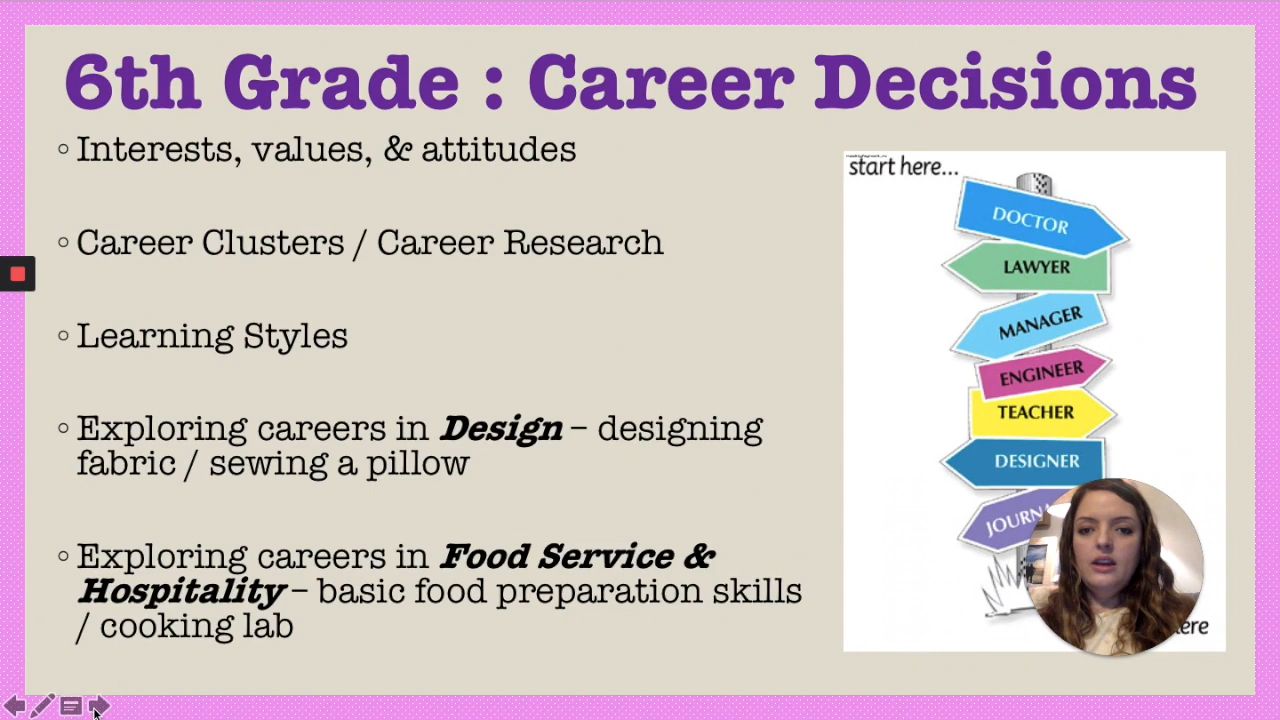 6th Grade : Career Decisions
◦ Interests, values, & attitudes
◦ Career Clusters / Career Research
◦ Learning Styles
◦ Exploring careers in Design – designing
fabric / sewing a pillow
◦ Exploring careers in Food Service &
Hospitality – basic food preparation skills
/ cooking lab
start here...
DOCTOR
LAWYER
MANAGER
ENGINEER
TEACHER
DESIGNER